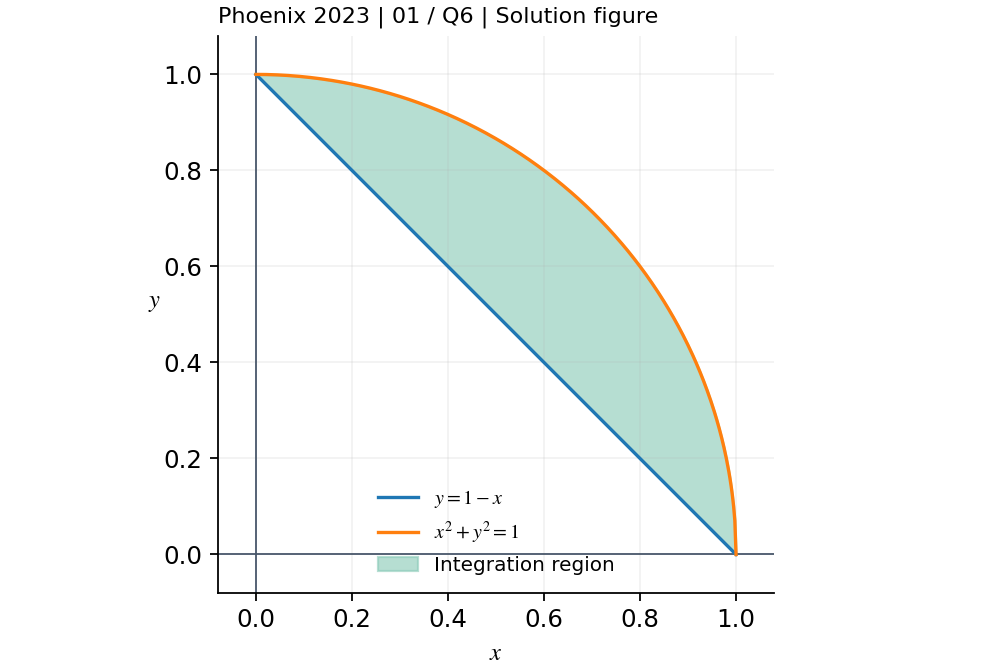 Phoenix 2023 | 01 / Q6 | Solution figure
1.0
0.8
0.6
y
0.4
0.2
0.0
y = 1 − x
x² + y² = 1
Integration region
0.0 0.2 0.4 0.6 0.8 1.0
x